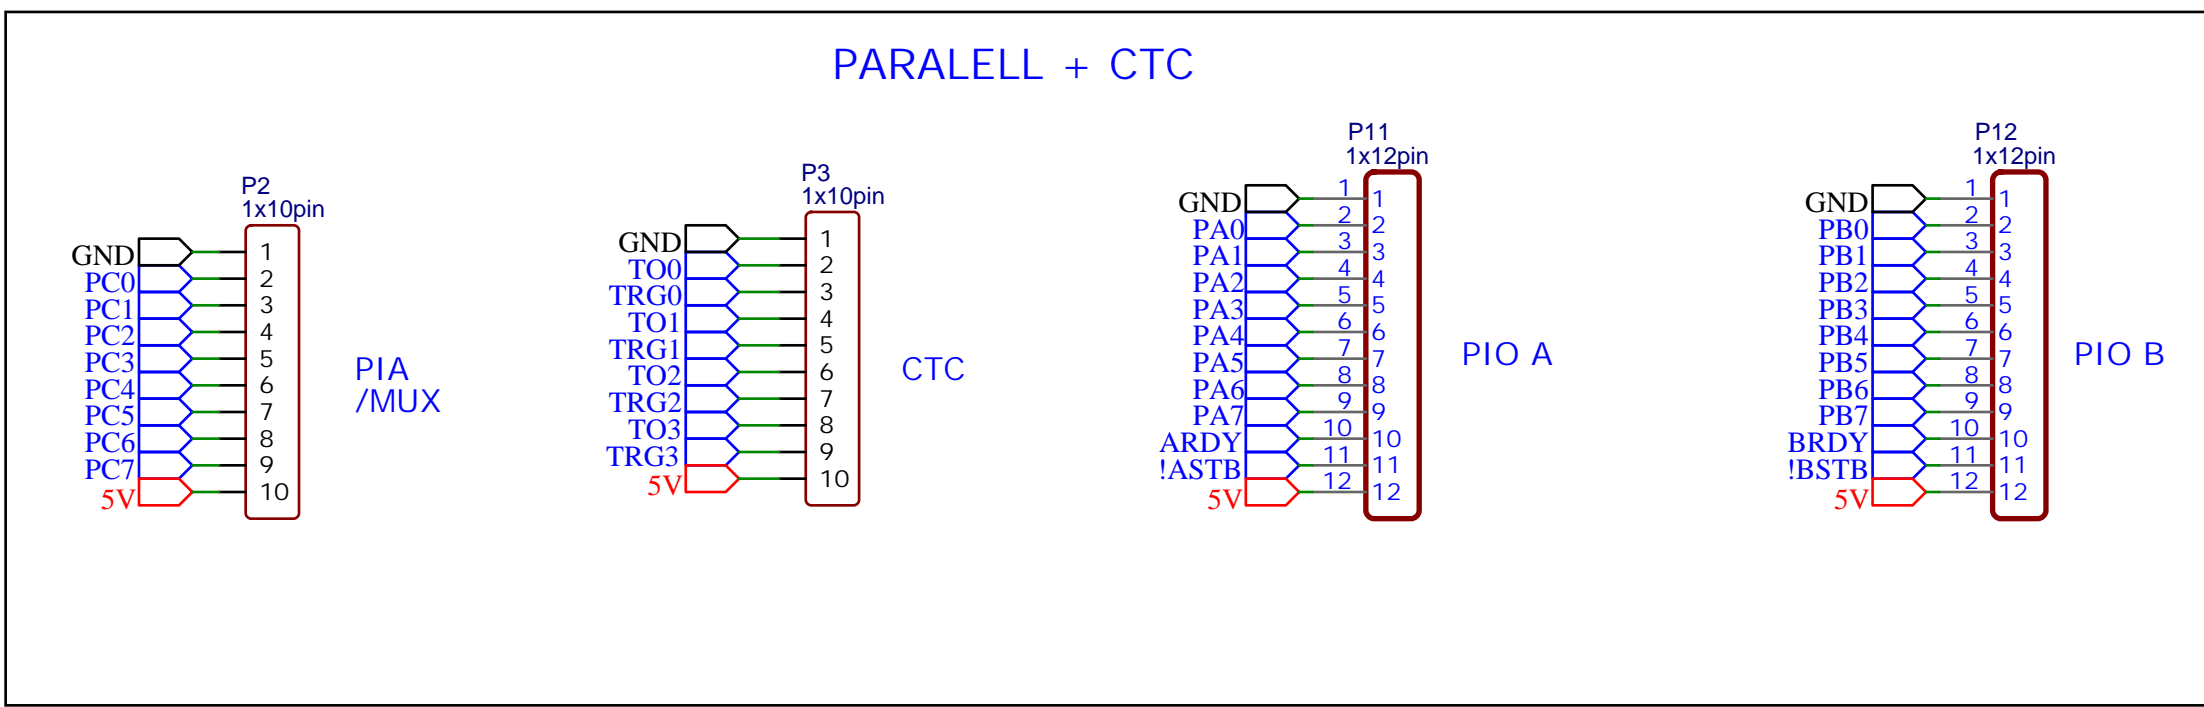 PARALELL + CTC
P2
1x10pin
GND 1
PC0 2
PC1 3
PC2 4
PC3 5
PC4 6
PC5 7
PC6 8
PC7 9
5V 10
PIA
/MUX
P3
1x10pin
GND 1
TO0 2
TRG0 3
TO1 4
TRG1 5
TO2 6
TRG2 7
TO3 8
TRG3 9
5V 10
CTC
P11
1x12pin
GND 1 1
PA0 2 2
PA1 3 3
PA2 4 4
PA3 5 5
PA4 6 6
PA5 7 7
PA6 8 8
PA7 9 9
ARDY 10 10
!ASTB 11 11
5V 12 12
PIO A
P12
1x12pin
GND 1 1
PB0 2 2
PB1 3 3
PB2 4 4
PB3 5 5
PB4 6 6
PB5 7 7
PB6 8 8
PB7 9 9
BRDY 10 10
!BSTB 11 11
5V 12 12
PIO B